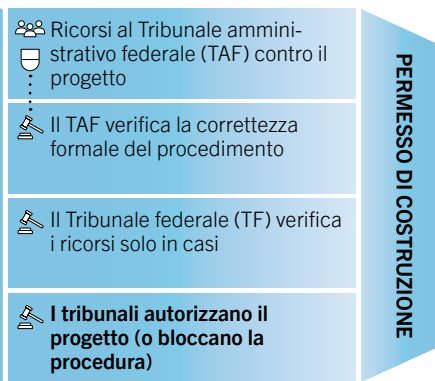 Ricorsi al Tribunale ammini-
strativo federale (TAF) contro il
progetto
Il TAF verifica la correttezza
formale del procedimento
Il Tribunale federale (TF) verifica
i ricorsi solo in casi
I tribunali autorizzano il
progetto (o bloccano la
procedura)
PERMESSO DI COSTRUZIONE